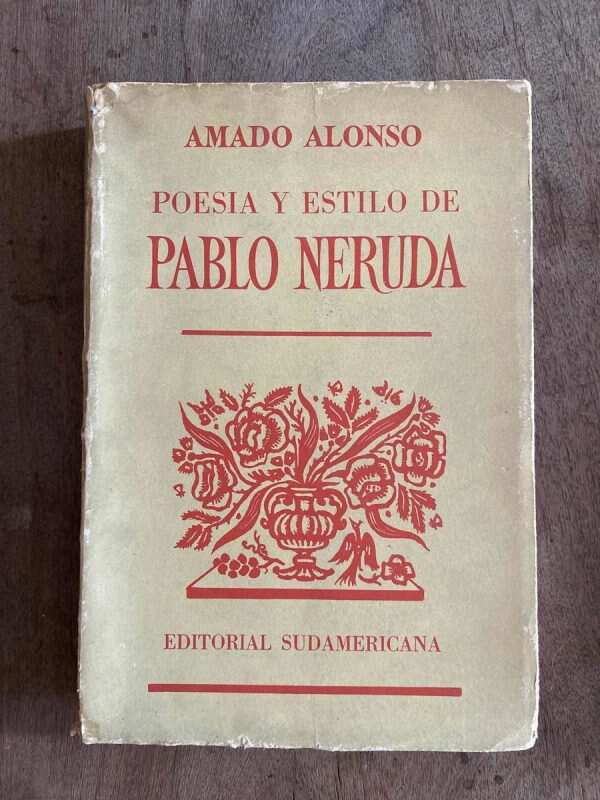 AMADO ALONSO
POESIA Y ESTILO DE
PABLO NERUDA
EDITORIAL SUDAMERICANA